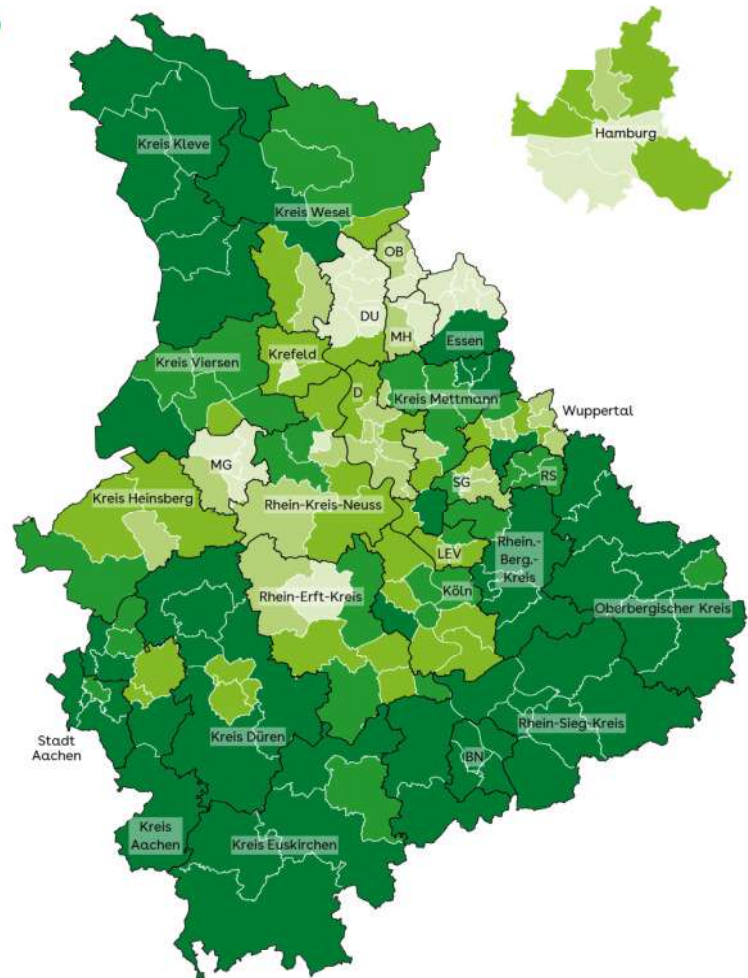 Hamburg
Kreis Kleve
Kreis Wesel
OB
DU
MH
Essen
Kreis Viersen
Krefeld
D
Kreis Mettmann
Wuppertal
MG
SG
RS
Kreis Heinsberg
Rhein-Kreis-Neuss
LEV
Rhein.-
Berg.-
Kreis
Rhein-Erft-Kreis
Köln
Oberbergischer Kreis
Stadt
Aachen
Kreis Düren
Rhein-Sieg-Kreis
BN
Kreis
Aachen
Kreis Euskirchen